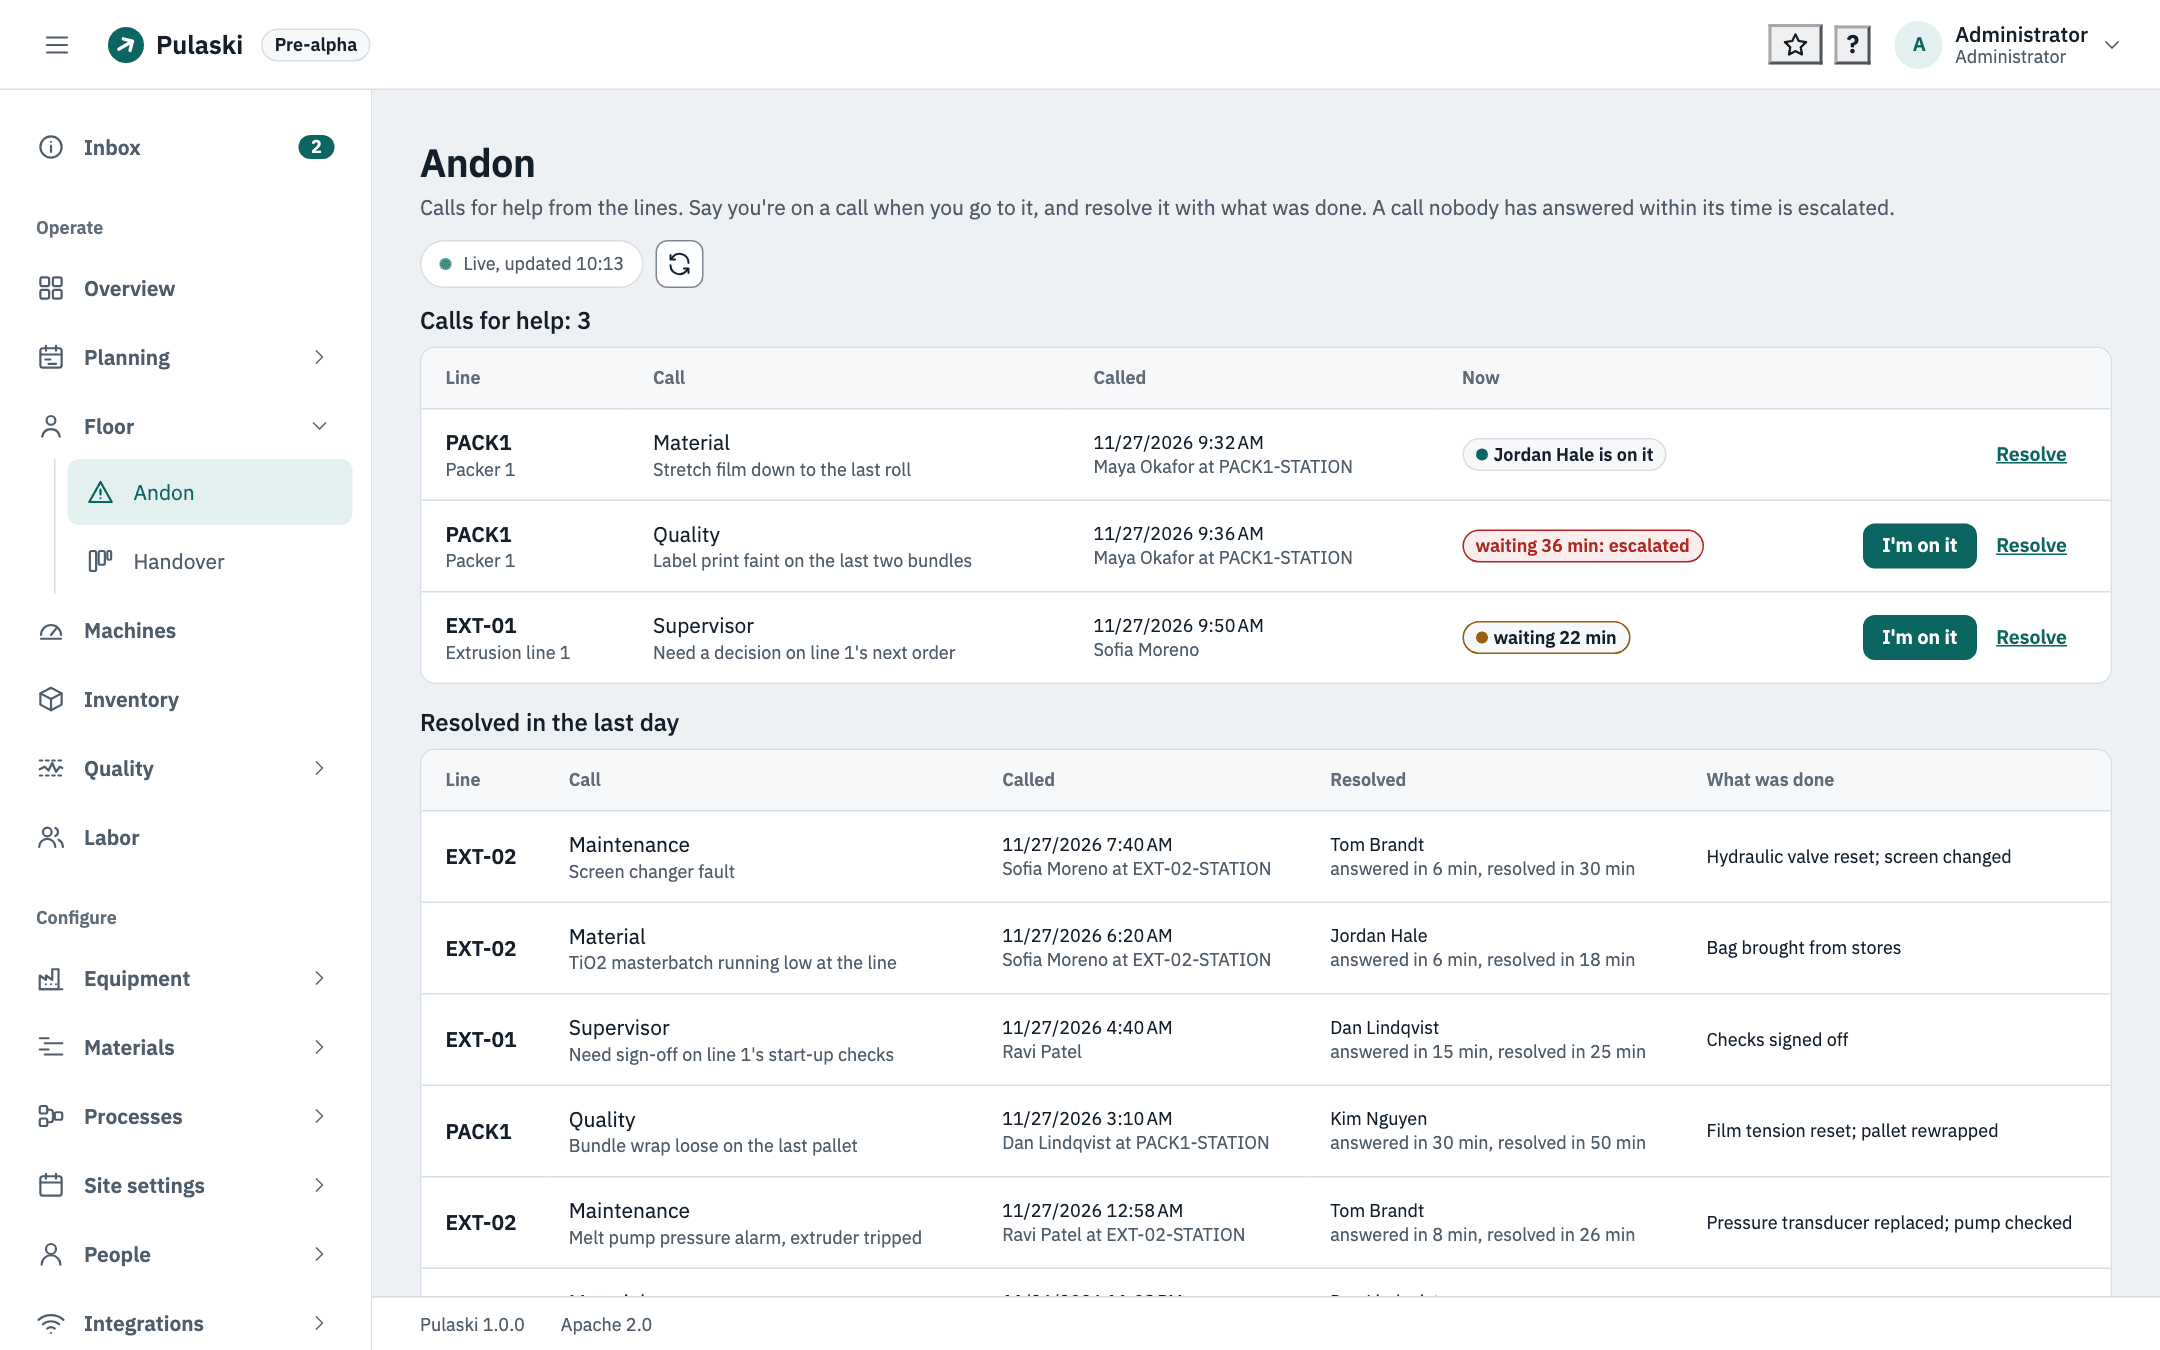 Pulaski
Pre-alpha
?
A
Administrator
Administrator
Inbox
2
Operate
Overview
Planning
Floor
Andon
Handover
Machines
Inventory
Quality
Labor
Configure
Equipment
Materials
Processes
Site settings
People
Integrations
Andon
Calls for help from the lines. Say you're on a call when you go to it, and resolve it with what was done. A call nobody has answered within its time is escalated.
Live, updated 10:13
Calls for help: 3
Line Call Called Now
PACK1 Material 11/27/2026 9:32 AM Jordan Hale is on it Resolve
Packer 1 Stretch film down to the last roll Maya Okafor at PACK1-STATION
PACK1 Quality 11/27/2026 9:36 AM waiting 36 min: escalated I'm on it Resolve
Packer 1 Label print faint on the last two bundles Maya Okafor at PACK1-STATION
EXT-01 Supervisor 11/27/2026 9:50 AM waiting 22 min I'm on it Resolve
Extrusion line 1 Need a decision on line 1's next order Sofia Moreno
Resolved in the last day
Line Call Called Resolved What was done
EXT-02 Maintenance 11/27/2026 7:40 AM Tom Brandt Hydraulic valve reset; screen changed
Screen changer fault Sofia Moreno at EXT-02-STATION answered in 6 min, resolved in 30 min
EXT-02 Material 11/27/2026 6:20 AM Jordan Hale Bag brought from stores
TiO2 masterbatch running low at the line Sofia Moreno at EXT-02-STATION answered in 6 min, resolved in 18 min
EXT-01 Supervisor 11/27/2026 4:40 AM Dan Lindqvist Checks signed off
Need sign-off on line 1's start-up checks Ravi Patel answered in 15 min, resolved in 25 min
PACK1 Quality 11/27/2026 3:10 AM Kim Nguyen Film tension reset; pallet rewrapped
Bundle wrap loose on the last pallet Dan Lindqvist at PACK1-STATION answered in 30 min, resolved in 50 min
EXT-02 Maintenance 11/27/2026 12:58 AM Tom Brandt Pressure transducer replaced; pump checked
Melt pump pressure alarm, extruder tripped Ravi Patel at EXT-02-STATION answered in 8 min, resolved in 26 min
Pulaski 1.0.0 Apache 2.0